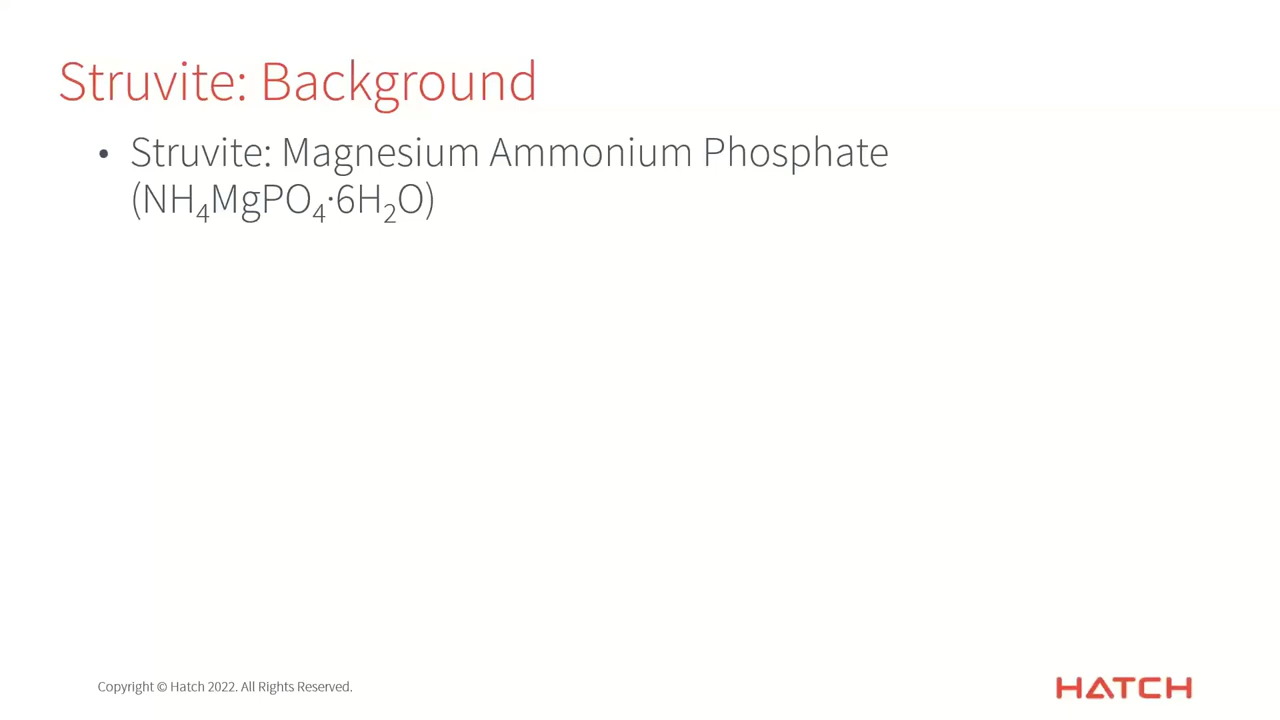 Struvite: Background
• Struvite: Magnesium Ammonium Phosphate
(NH₄MgPO₄·6H₂O)
Copyright © Hatch 2022. All Rights Reserved.
HATCH